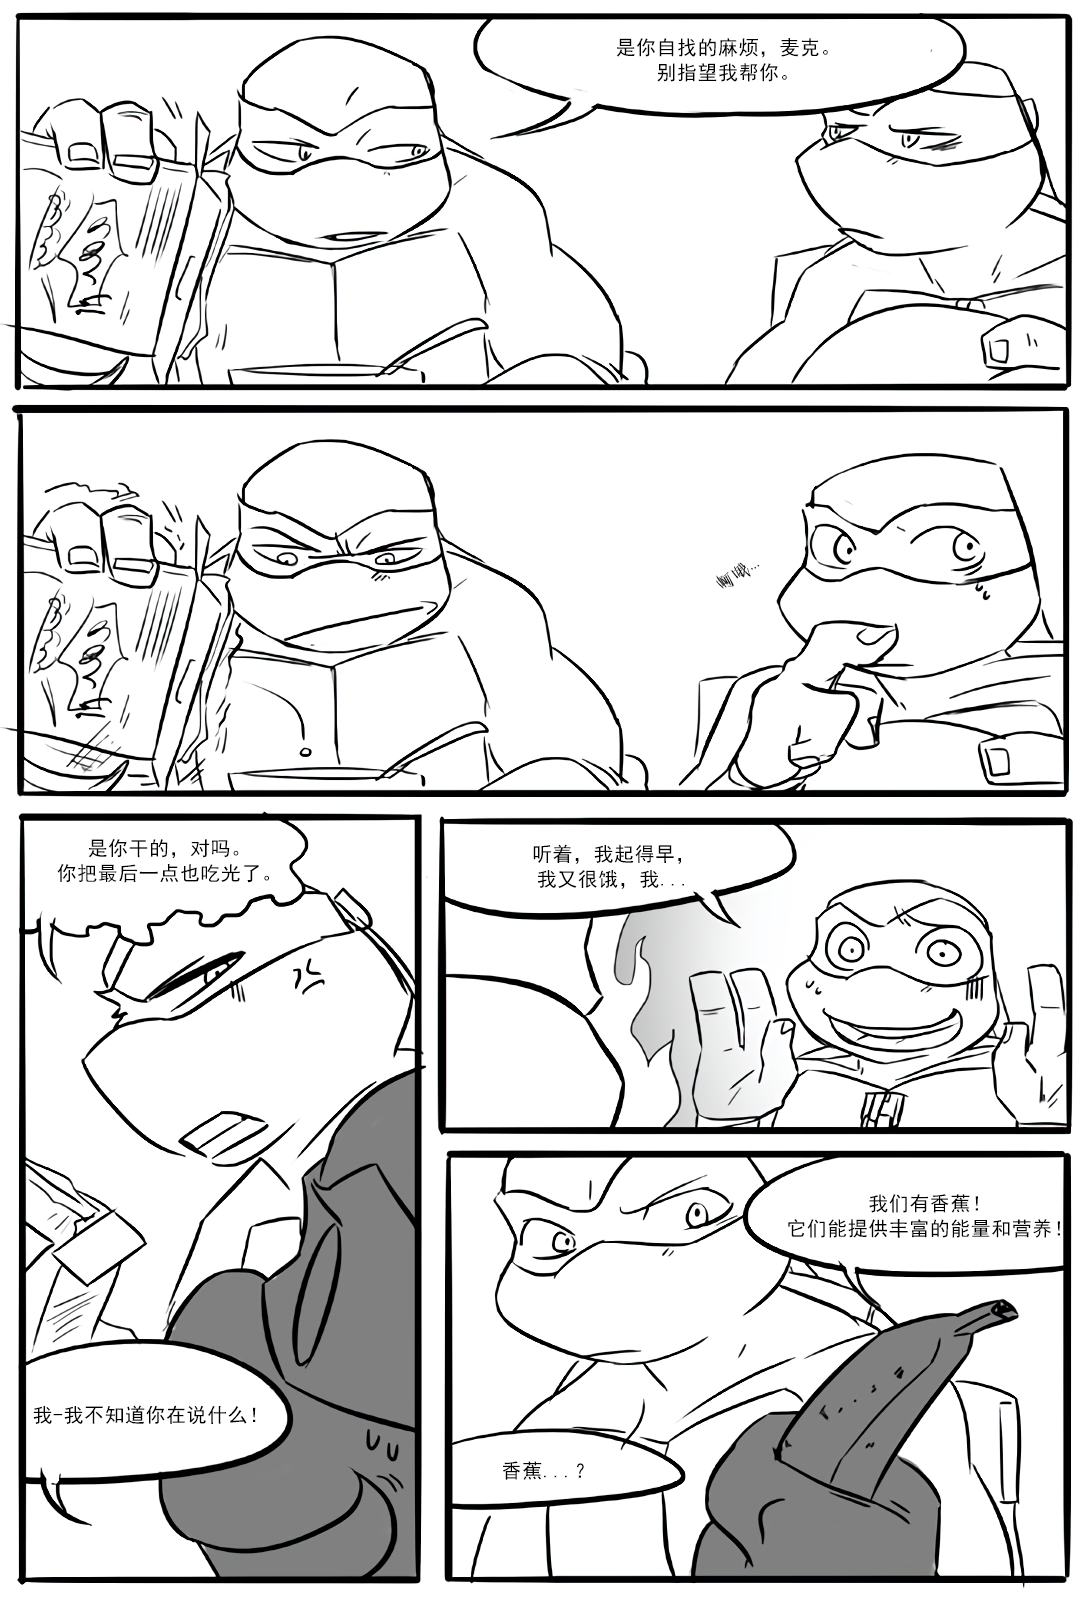 是你自找的麻烦，麦克。
别指望我帮你。
是你干的，对吗。
你把最后一点也吃光了。
我-我不知道你在说什么！
听着，我起得早，
我又很饿，我...
我们有香蕉！
它们能提供丰富的能量和营养！
香蕉...？